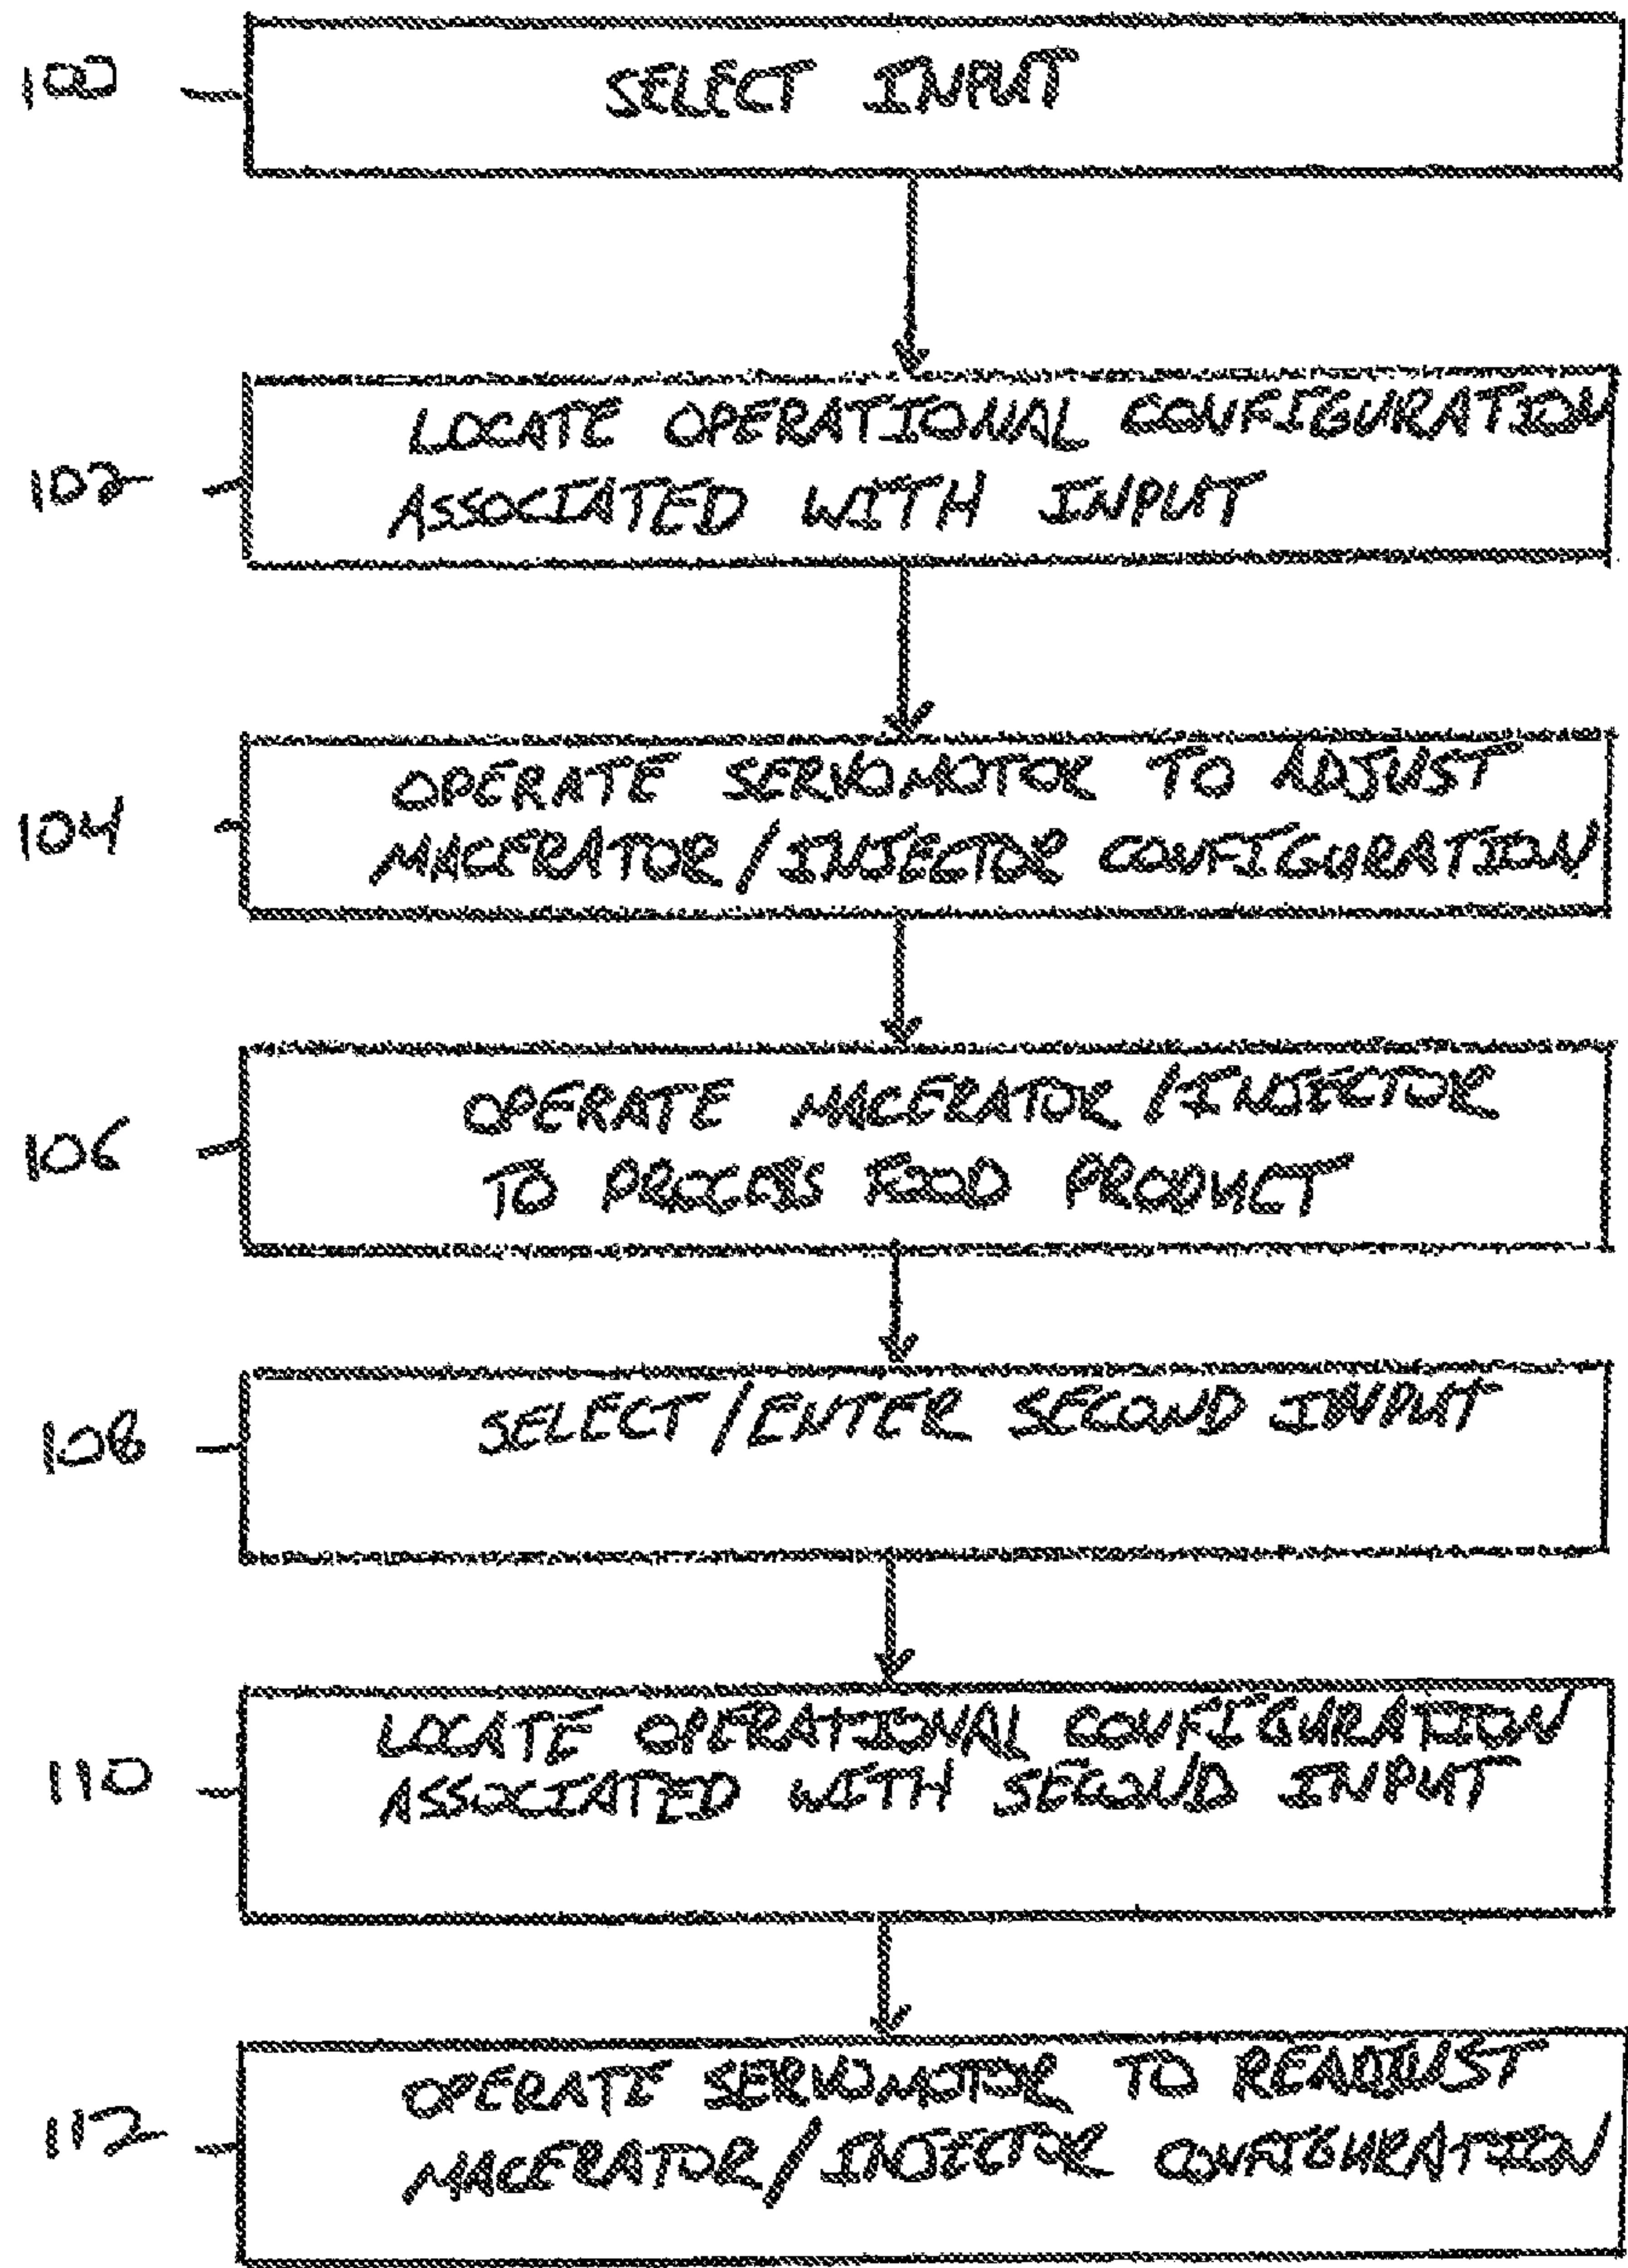 100
SELECT INPUT
102
LOCATE OPERATIONAL CONFIGURATION
ASSOCIATED WITH INPUT
104
OPERATE SERVOMOTOR TO ADJUST
MACERATOR/INJECTOR CONFIGURATION
106
OPERATE MACERATOR/INJECTOR
TO PROCESS FOOD PRODUCT
108
SELECT/ENTER SECOND INPUT
110
LOCATE OPERATIONAL CONFIGURATION
ASSOCIATED WITH SECOND INPUT
112
OPERATE SERVOMOTOR TO READJUST
MACERATOR/INJECTOR CONFIGURATION